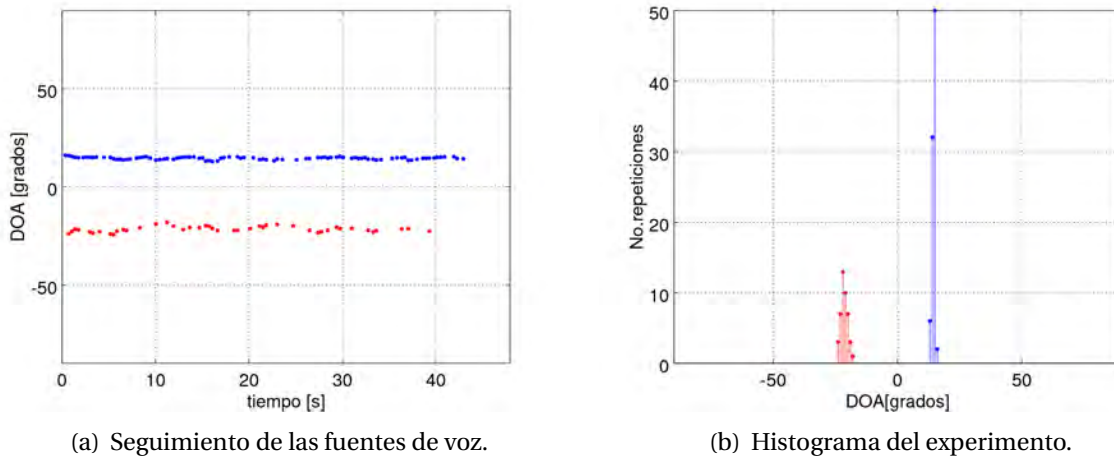 50
0
-50
DOA [grados]
0
10
20
30
40
tiempo [s]
(a) Seguimiento de las fuentes de voz.
50
40
30
20
10
0
No.repeticiones
-50
0
50
DOA[grados]
(b) Histograma del experimento.